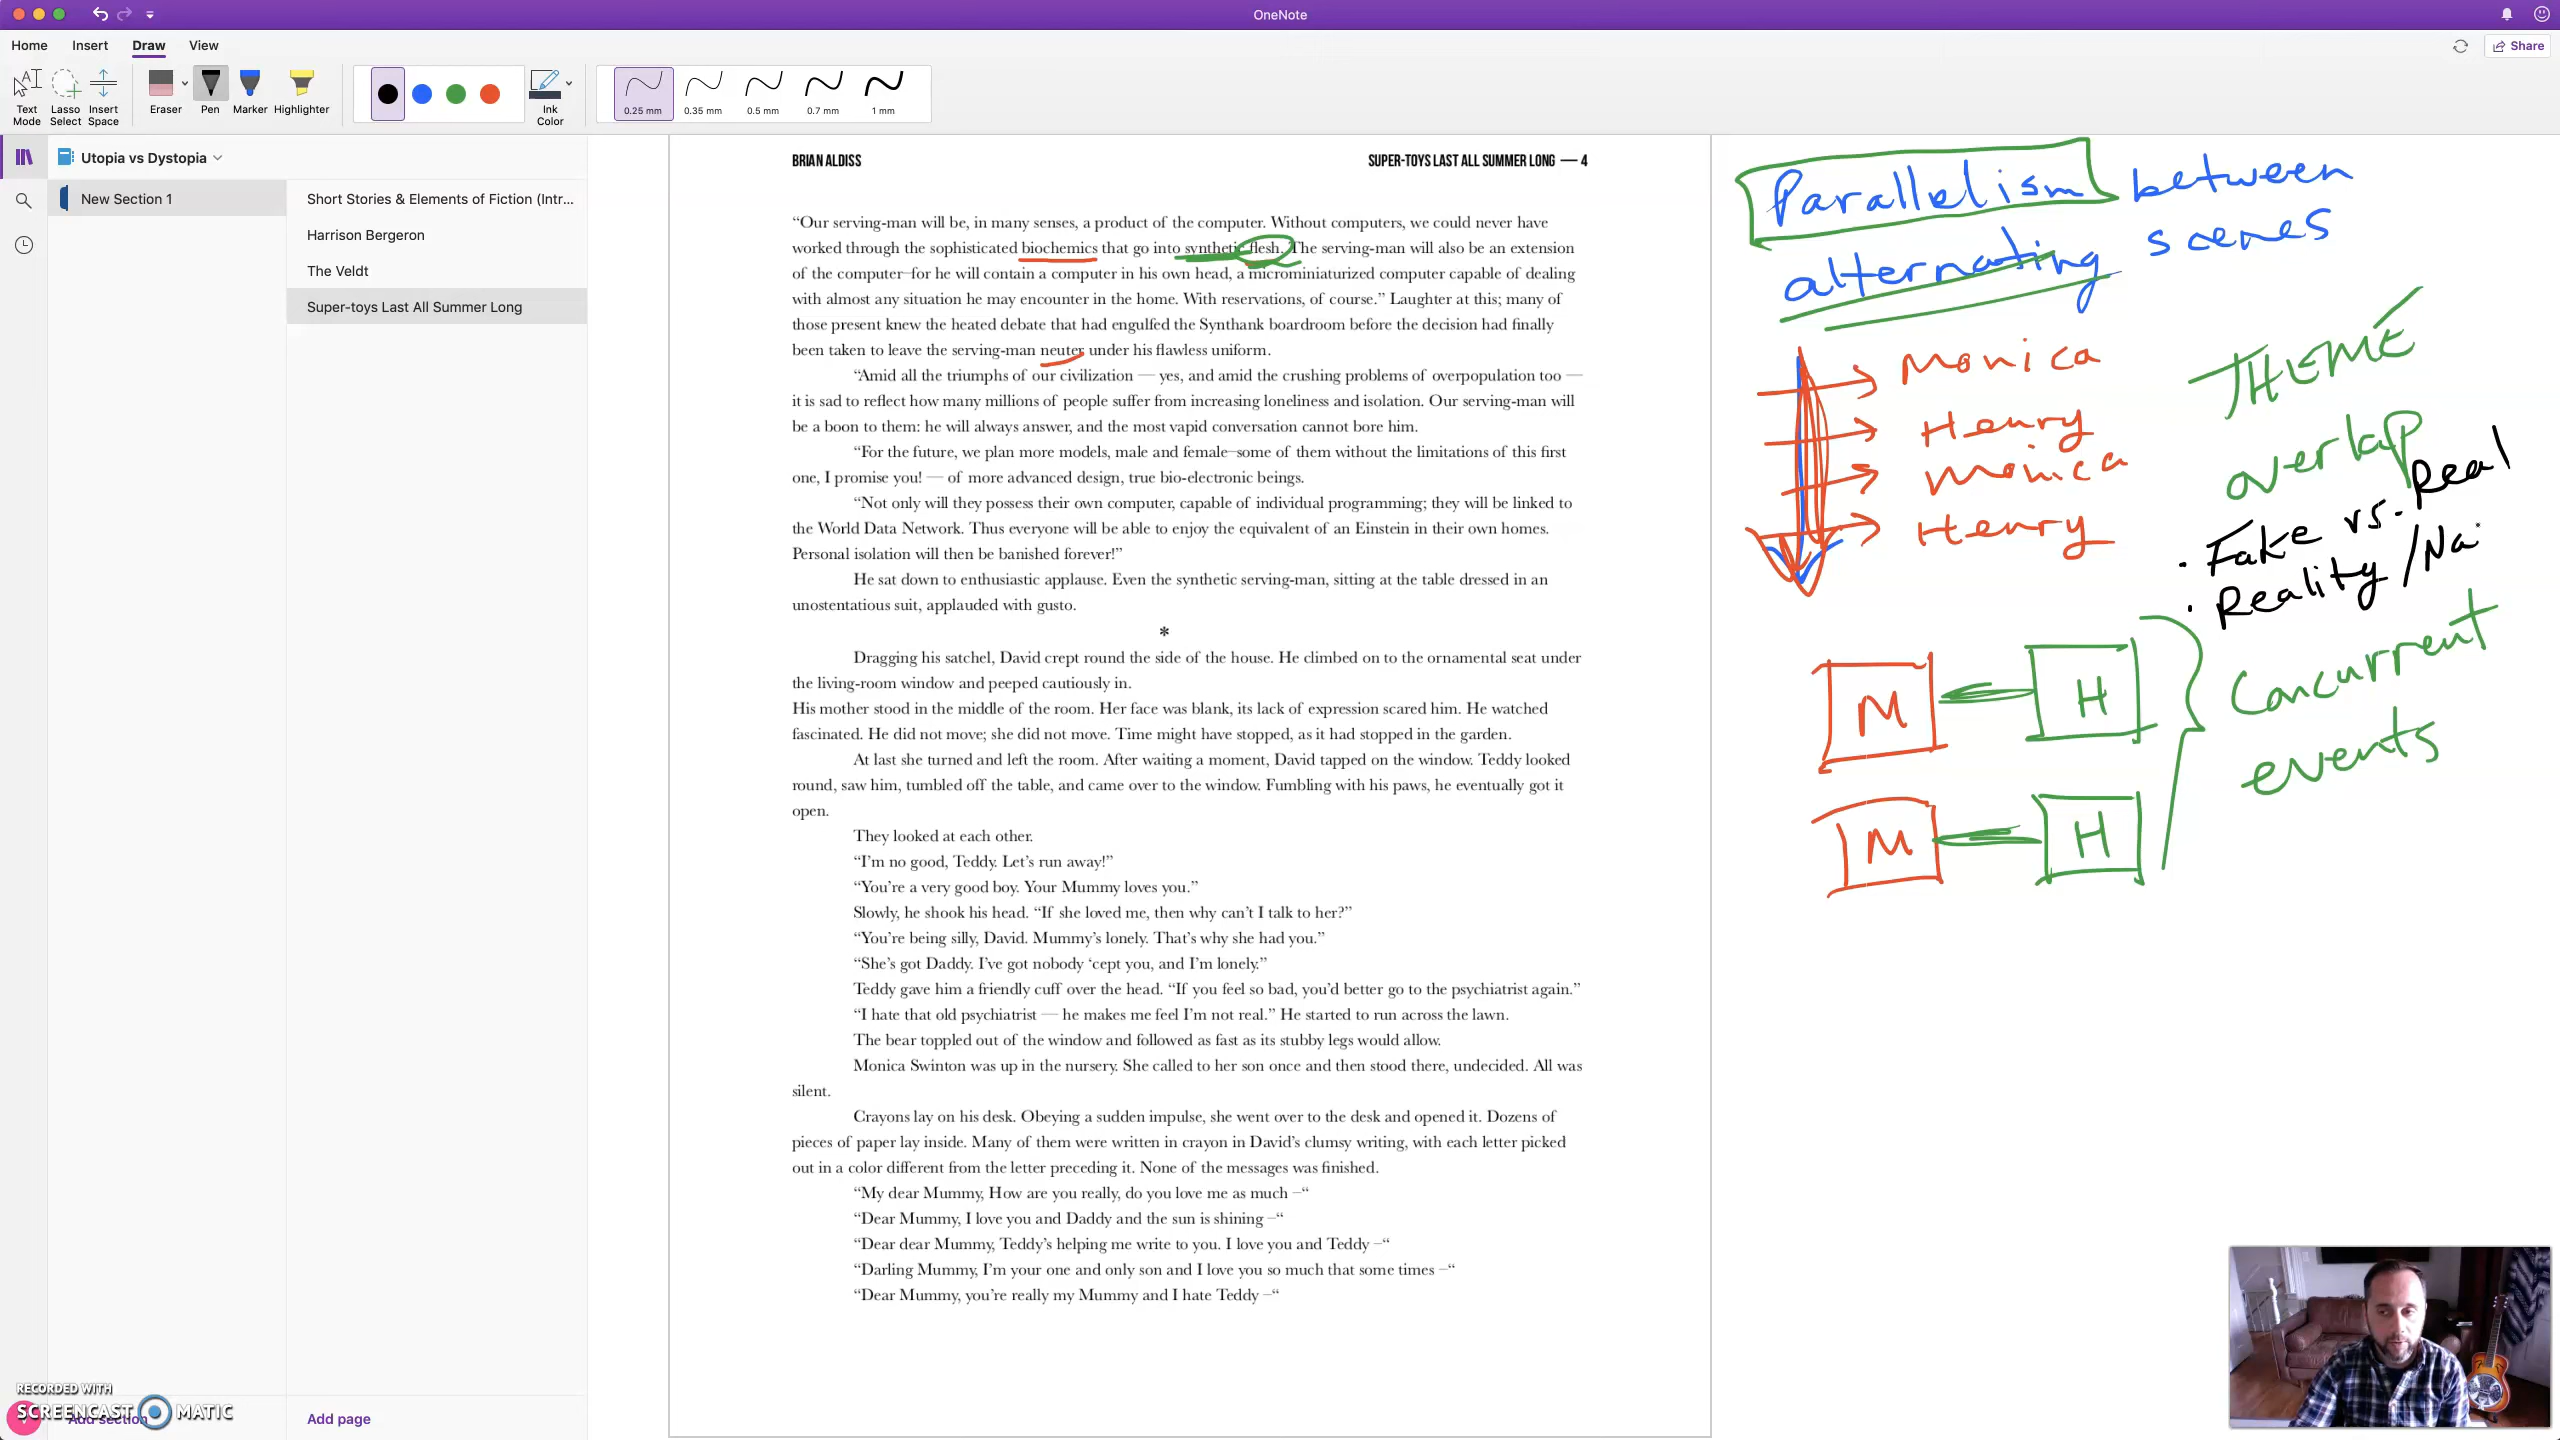 OneNote
Home Insert Draw View
Share
Text Mode
Lasso Select
Insert Space
Eraser
Pen
Marker
Highlighter
Ink Color
0.25 mm 0.35 mm 0.5 mm 0.7 mm 1 mm
Utopia vs Dystopia
New Section 1
Short Stories & Elements of Fiction (Intr...
Harrison Bergeron
The Veldt
Super-toys Last All Summer Long
Add section
Add page
RECORDED WITH
SCREENCAST MATIC
BRIAN ALDISS
SUPER-TOYS LAST ALL SUMMER LONG — 4
“Our serving-man will be, in many senses, a product of the computer. Without computers, we could never have
worked through the sophisticated biochemics that go into synthetic flesh. The serving-man will also be an extension
of the computer–for he will contain a computer in his own head, a microminiaturized computer capable of dealing
with almost any situation he may encounter in the home. With reservations, of course.” Laughter at this; many of
those present knew the heated debate that had engulfed the Synthank boardroom before the decision had finally
been taken to leave the serving-man neuter under his flawless uniform.
“Amid all the triumphs of our civilization — yes, and amid the crushing problems of overpopulation too —
it is sad to reflect how many millions of people suffer from increasing loneliness and isolation. Our serving-man will
be a boon to them: he will always answer, and the most vapid conversation cannot bore him.
“For the future, we plan more models, male and female–some of them without the limitations of this first
one, I promise you! — of more advanced design, true bio-electronic beings.
“Not only will they possess their own computer, capable of individual programming; they will be linked to
the World Data Network. Thus everyone will be able to enjoy the equivalent of an Einstein in their own homes.
Personal isolation will then be banished forever!”
He sat down to enthusiastic applause. Even the synthetic serving-man, sitting at the table dressed in an
unostentatious suit, applauded with gusto.
*
Dragging his satchel, David crept round the side of the house. He climbed on to the ornamental seat under
the living-room window and peeped cautiously in.
His mother stood in the middle of the room. Her face was blank, its lack of expression scared him. He watched
fascinated. He did not move; she did not move. Time might have stopped, as it had stopped in the garden.
At last she turned and left the room. After waiting a moment, David tapped on the window. Teddy looked
round, saw him, tumbled off the table, and came over to the window. Fumbling with his paws, he eventually got it
open.
They looked at each other.
“I’m no good, Teddy. Let’s run away!”
“You’re a very good boy. Your Mummy loves you.”
Slowly, he shook his head. “If she loved me, then why can’t I talk to her?”
“You’re being silly, David. Mummy’s lonely. That’s why she had you.”
“She’s got Daddy. I’ve got nobody ‘cept you, and I’m lonely.”
Teddy gave him a friendly cuff over the head. “If you feel so bad, you’d better go to the psychiatrist again.”
“I hate that old psychiatrist — he makes me feel I’m not real.” He started to run across the lawn.
The bear toppled out of the window and followed as fast as its stubby legs would allow.
Monica Swinton was up in the nursery. She called to her son once and then stood there, undecided. All was
silent.
Crayons lay on his desk. Obeying a sudden impulse, she went over to the desk and opened it. Dozens of
pieces of paper lay inside. Many of them were written in crayon in David’s clumsy writing, with each letter picked
out in a color different from the letter preceding it. None of the messages was finished.
“My dear Mummy, How are you really, do you love me as much –“
“Dear Mummy, I love you and Daddy and the sun is shining –“
“Dear dear Mummy, Teddy’s helping me write to you. I love you and Teddy –“
“Darling Mummy, I’m your one and only son and I love you so much that some times –“
“Dear Mummy, you’re really my Mummy and I hate Teddy –“
Parallelism between
alternating scenes
Monica
Henry
Monica
Henry
THEME
overlap
· Fake vs. Real
· Reality/Na
M H
M H
Concurrent
events